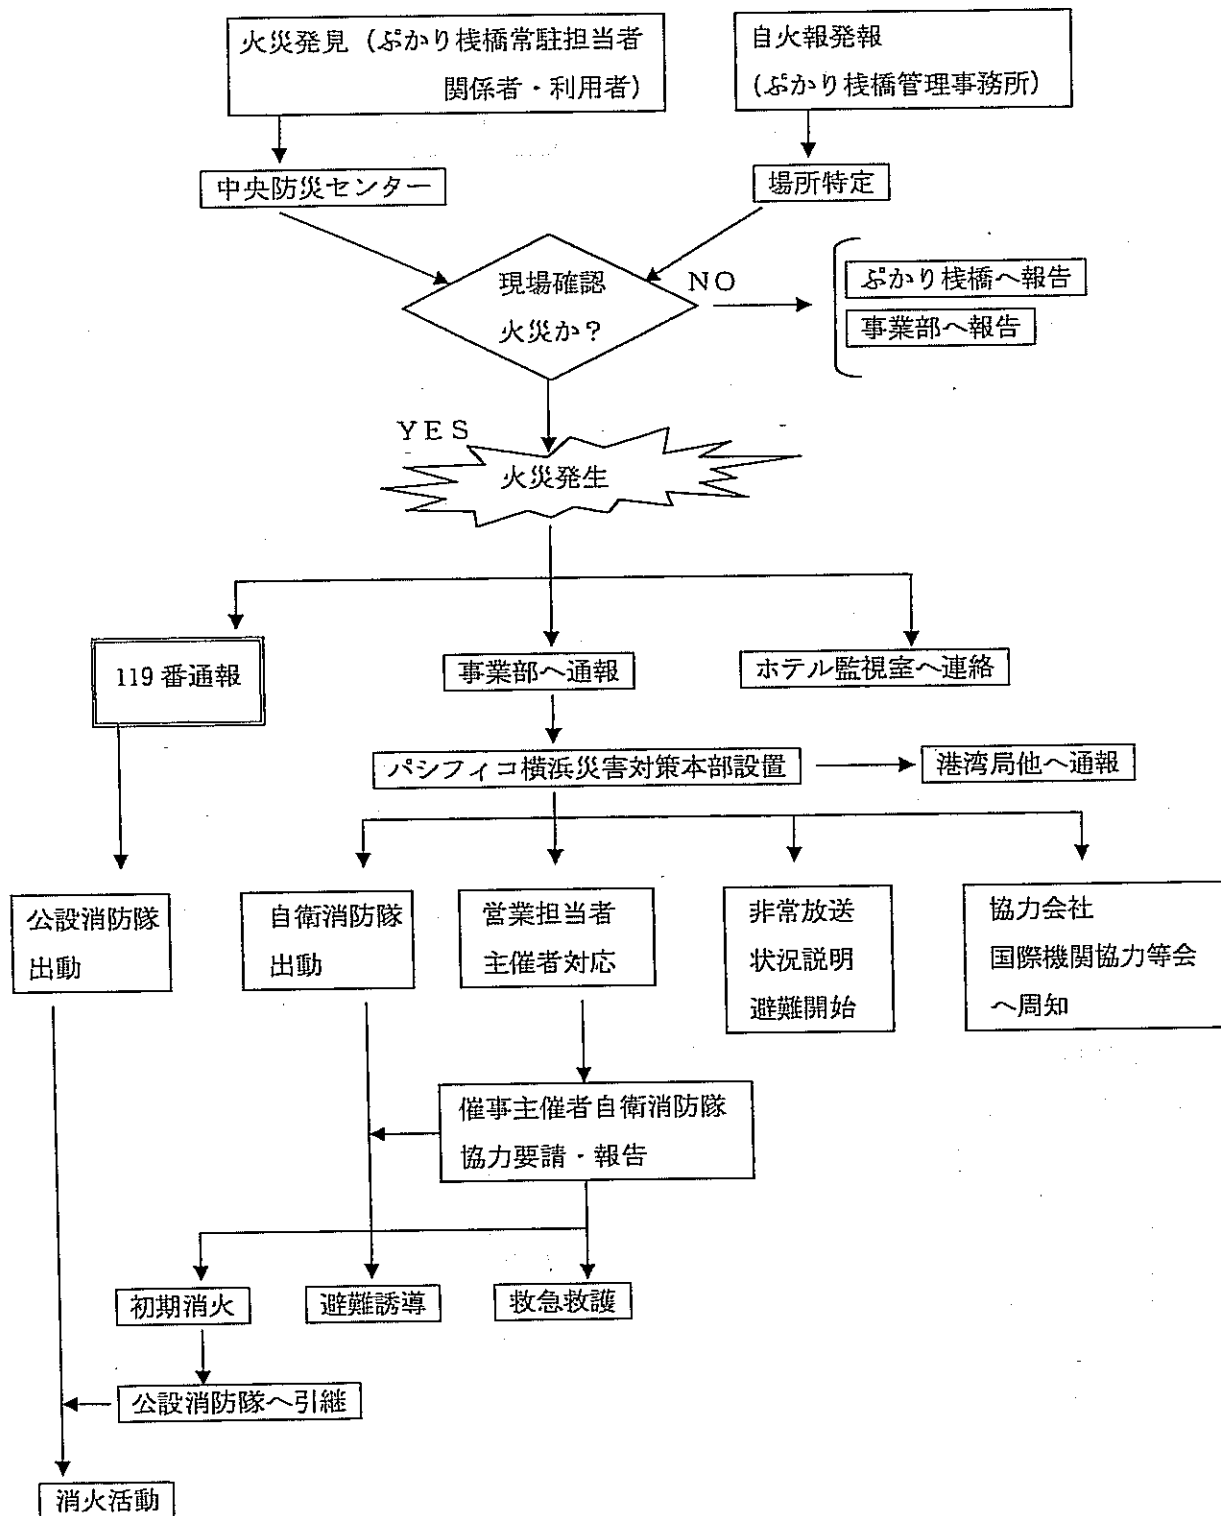 火災発見（ぷかり桟橋常駐担当者
関係者・利用者）
自火報発報
（ぷかり桟橋管理事務所）
中央防災センター
場所特定
現場確認
火災か？
NO
ぷかり桟橋へ報告
事業部へ報告
YES
火災発生
119番通報
事業部へ通報
ホテル監視室へ連絡
パシフィコ横浜災害対策本部設置
港湾局他へ通報
公設消防隊
出動
自衛消防隊
出動
営業担当者
主催者対応
非常放送
状況説明
避難開始
協力会社
国際機関協力等会
へ周知
催事主催者自衛消防隊
協力要請・報告
初期消火
避難誘導
救急救護
公設消防隊へ引継
消火活動